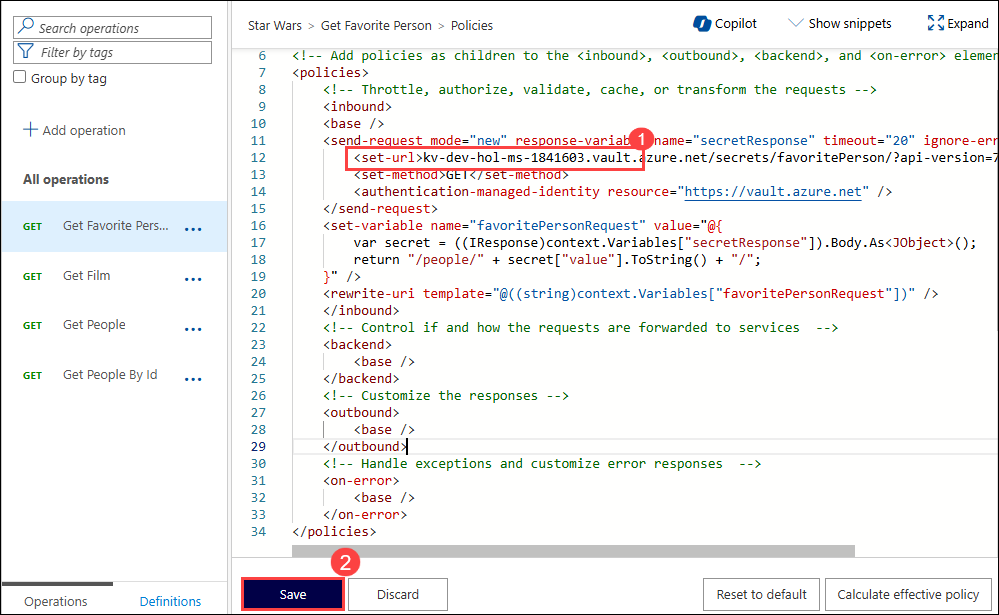 Search operations
Filter by tags
Group by tag
Add operation
All operations
GET Get Favorite Pers... ...
GET Get Film ...
GET Get People ...
GET Get People By Id ...
Operations Definitions
Star Wars > Get Favorite Person > Policies
Copilot Show snippets Expand
6 <!-- Add policies as children to the <inbound>, <outbound>, <backend>, and <on-error> elemen
7 <policies>
8 <!-- Throttle, authorize, validate, cache, or transform the requests -->
9 <inbound>
10 <base />
11 <send-request mode="new" response-variable name="secretResponse" timeout="20" ignore-err
1
12 <set-url>kv-dev-hol-ms-1841603.vault.azure.net/secrets/favoritePerson/?api-version=7
13 <set-method>GET</set-method>
14 <authentication-managed-identity resource="https://vault.azure.net" />
15 </send-request>
16 <set-variable name="favoritePersonRequest" value="@{
17 var secret = ((IResponse)context.Variables["secretResponse"]).Body.As<JObject>();
18 return "/people/" + secret["value"].ToString() + "/";
19 }" />
20 <rewrite-uri template="@((string)context.Variables["favoritePersonRequest"])" />
21 </inbound>
22 <!-- Control if and how the requests are forwarded to services -->
23 <backend>
24 <base />
25 </backend>
26 <!-- Customize the responses -->
27 <outbound>
28 <base />
29 </outbound>
30 <!-- Handle exceptions and customize error responses -->
31 <on-error>
32 <base />
33 </on-error>
34 </policies>
2
Save Discard Reset to default Calculate effective policy